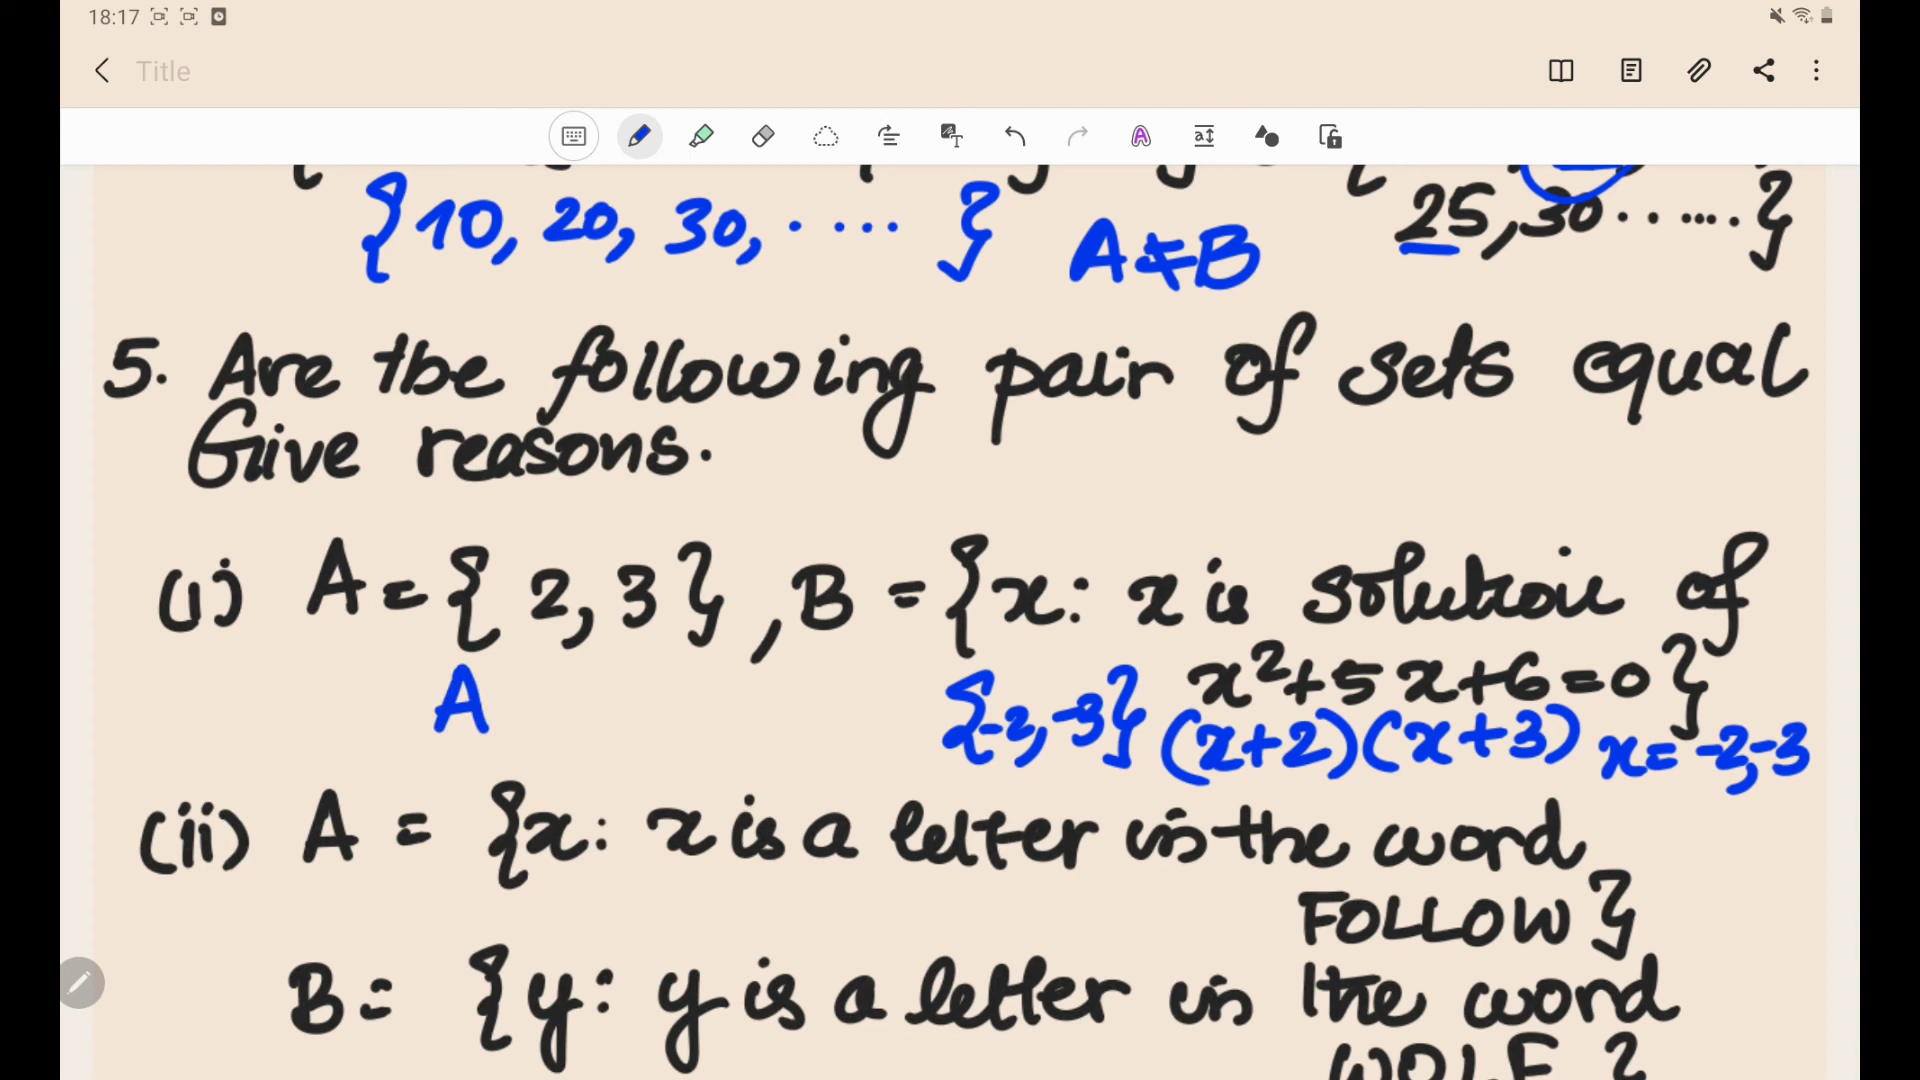 18:17
Title
{10, 20, 30, ..... } A ≠ B 25, 30 .......}
5. Are the following pair of sets equal
Give reasons.
(i) A = { 2, 3 }, B = {x: x is solution of
x²+5x+6=0}
A {-2, -3} (x+2)(x+3) x = -2, -3
(ii) A = {x: x is a letter in the word
FOLLOW}
B = {y: y is a letter in the word
WOLF }